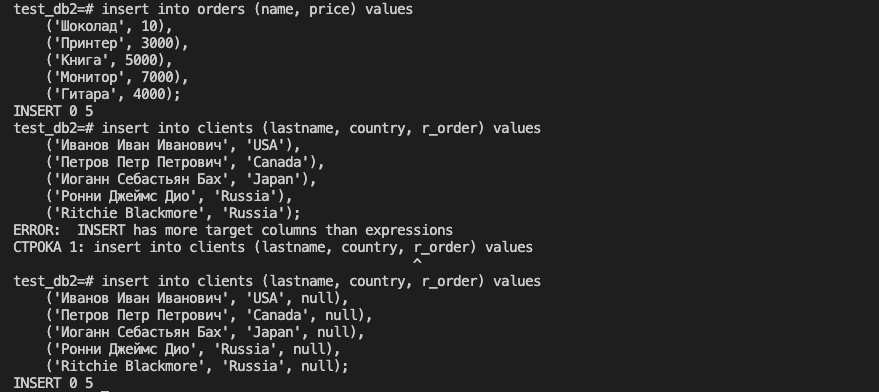 test_db2=# insert into orders (name, price) values
    ('Шоколад', 10),
    ('Принтер', 3000),
    ('Книга', 5000),
    ('Монитор', 7000),
    ('Гитара', 4000);
INSERT 0 5
test_db2=# insert into clients (lastname, country, r_order) values
    ('Иванов Иван Иванович', 'USA'),
    ('Петров Петр Петрович', 'Canada'),
    ('Иоганн Себастьян Бах', 'Japan'),
    ('Ронни Джеймс Дио', 'Russia'),
    ('Ritchie Blackmore', 'Russia');
ERROR:  INSERT has more target columns than expressions
СТРОКА 1: insert into clients (lastname, country, r_order) values
                                                  ^
test_db2=# insert into clients (lastname, country, r_order) values
    ('Иванов Иван Иванович', 'USA', null),
    ('Петров Петр Петрович', 'Canada', null),
    ('Иоганн Себастьян Бах', 'Japan', null),
    ('Ронни Джеймс Дио', 'Russia', null),
    ('Ritchie Blackmore', 'Russia', null);
INSERT 0 5 _